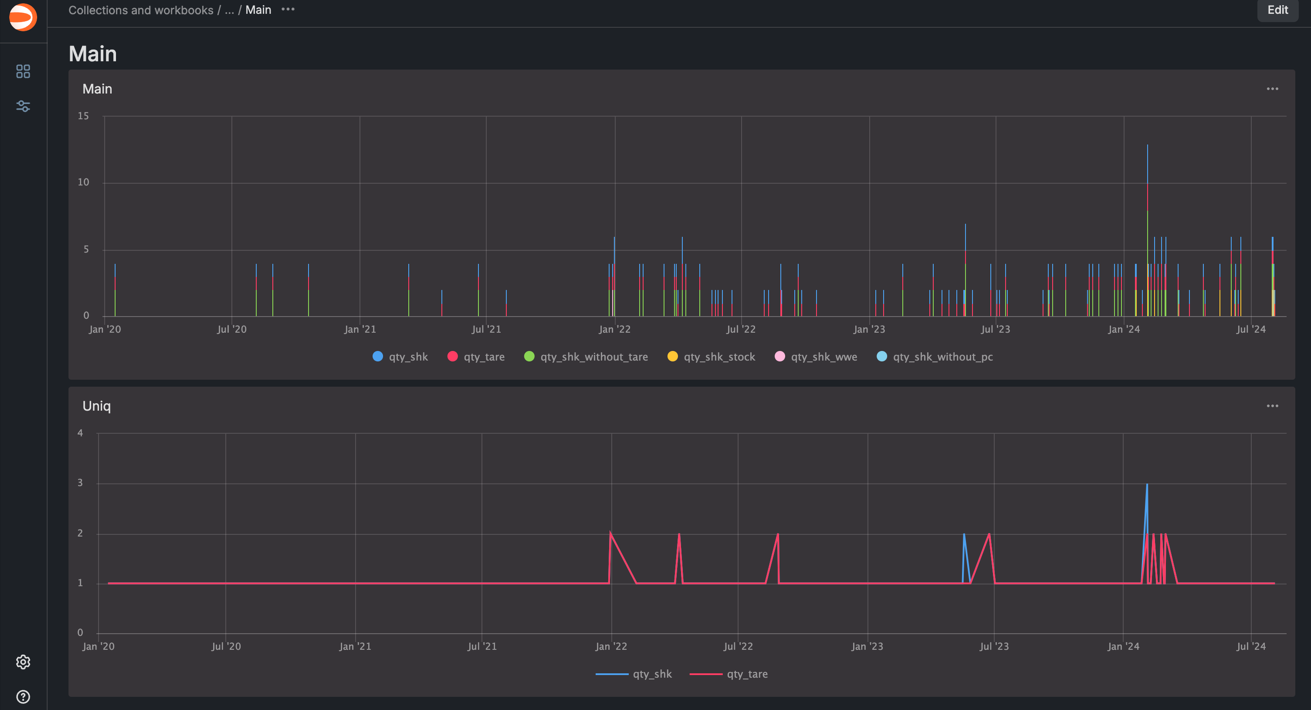 Collections and workbooks / ... / Main ···
Edit
Main
Main
15
10
5
0
Jan '20 Jul '20 Jan '21 Jul '21 Jan '22 Jul '22 Jan '23 Jul '23 Jan '24 Jul '24
qty_shk qty_tare qty_shk_without_tare qty_shk_stock qty_shk_wwe qty_shk_without_pc
Uniq
4
3
2
1
0
Jan '20 Jul '20 Jan '21 Jul '21 Jan '22 Jul '22 Jan '23 Jul '23 Jan '24 Jul '24
qty_shk qty_tare